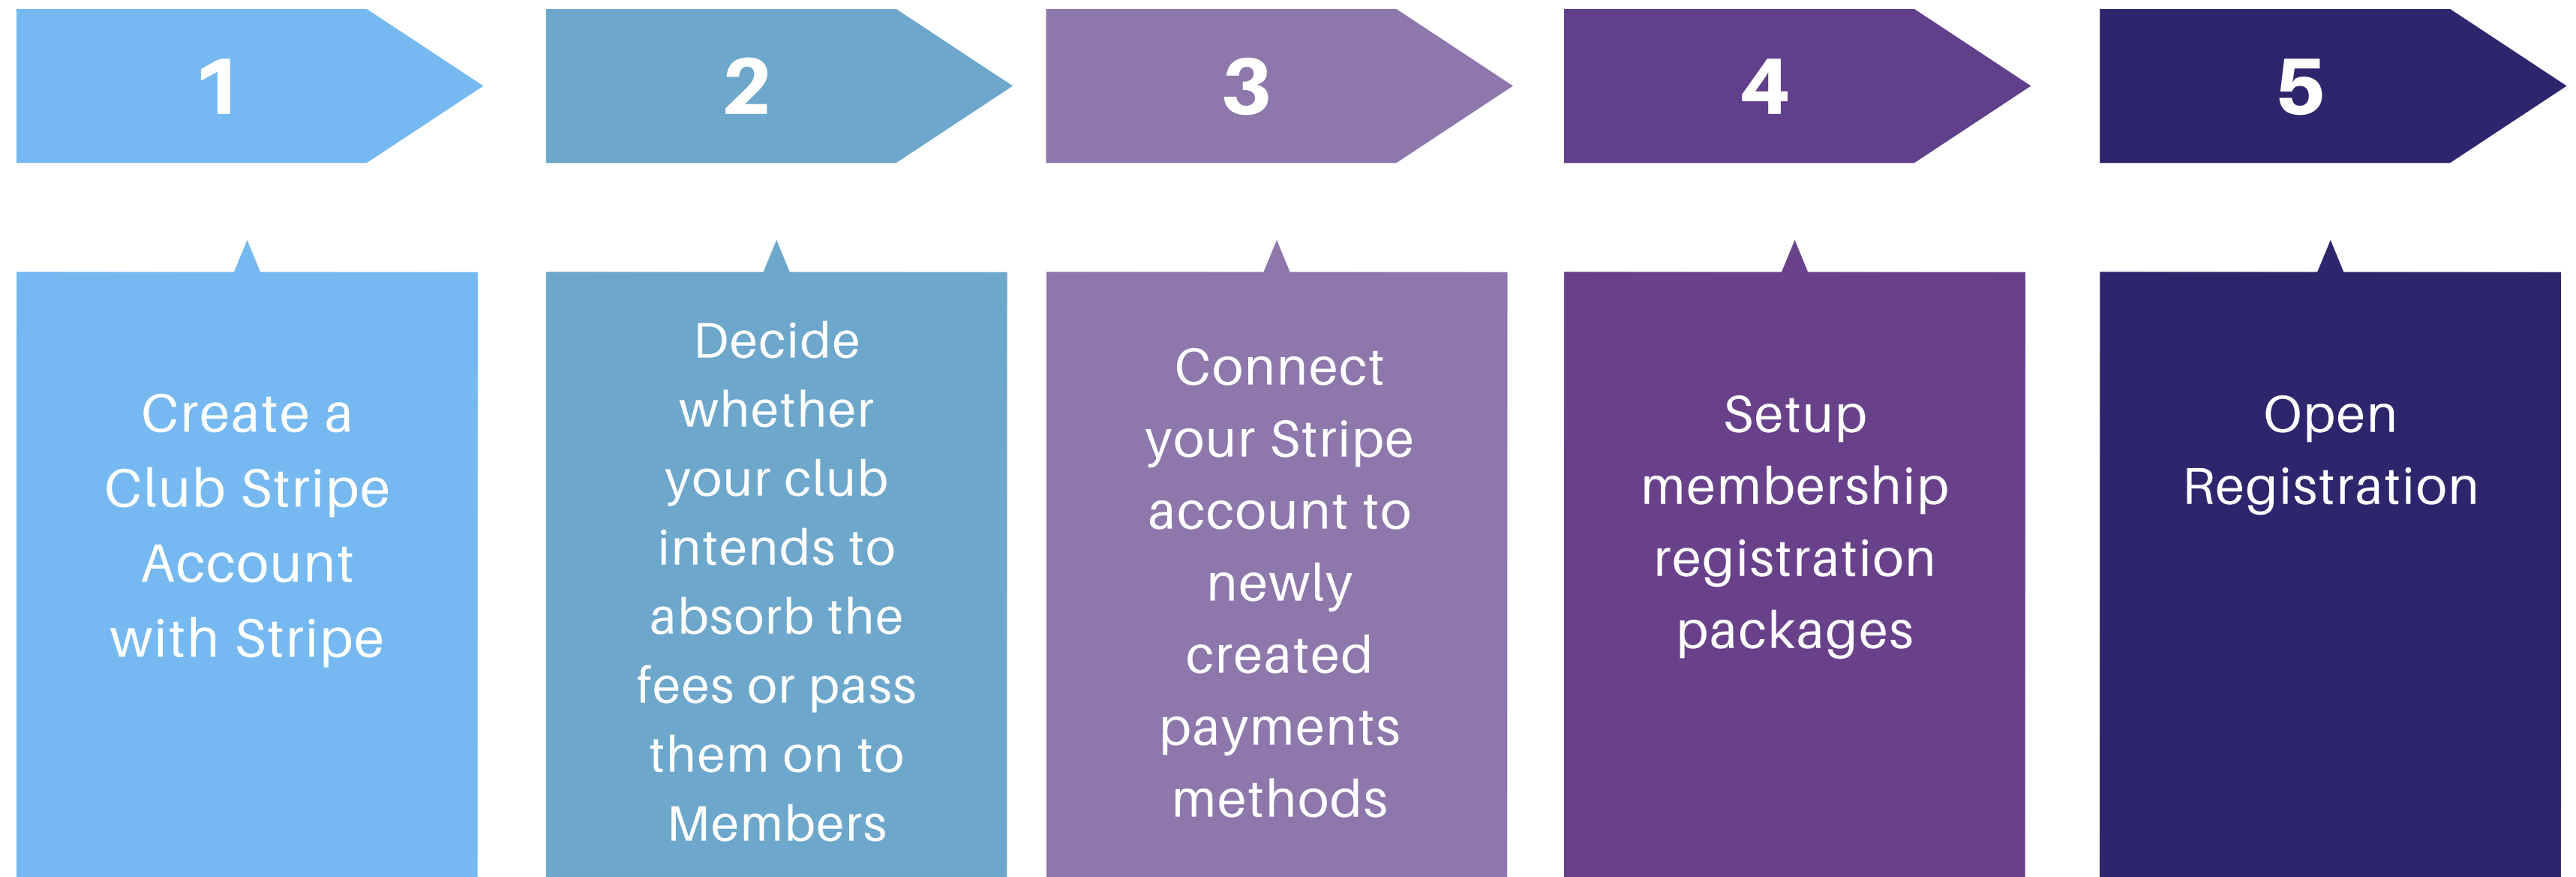 1
Create a
Club Stripe
Account
with Stripe
2
Decide
whether
your club
intends to
absorb the
fees or pass
them on to
Members
3
Connect
your Stripe
account to
newly
created
payments
methods
4
Setup
membership
registration
packages
5
Open
Registration